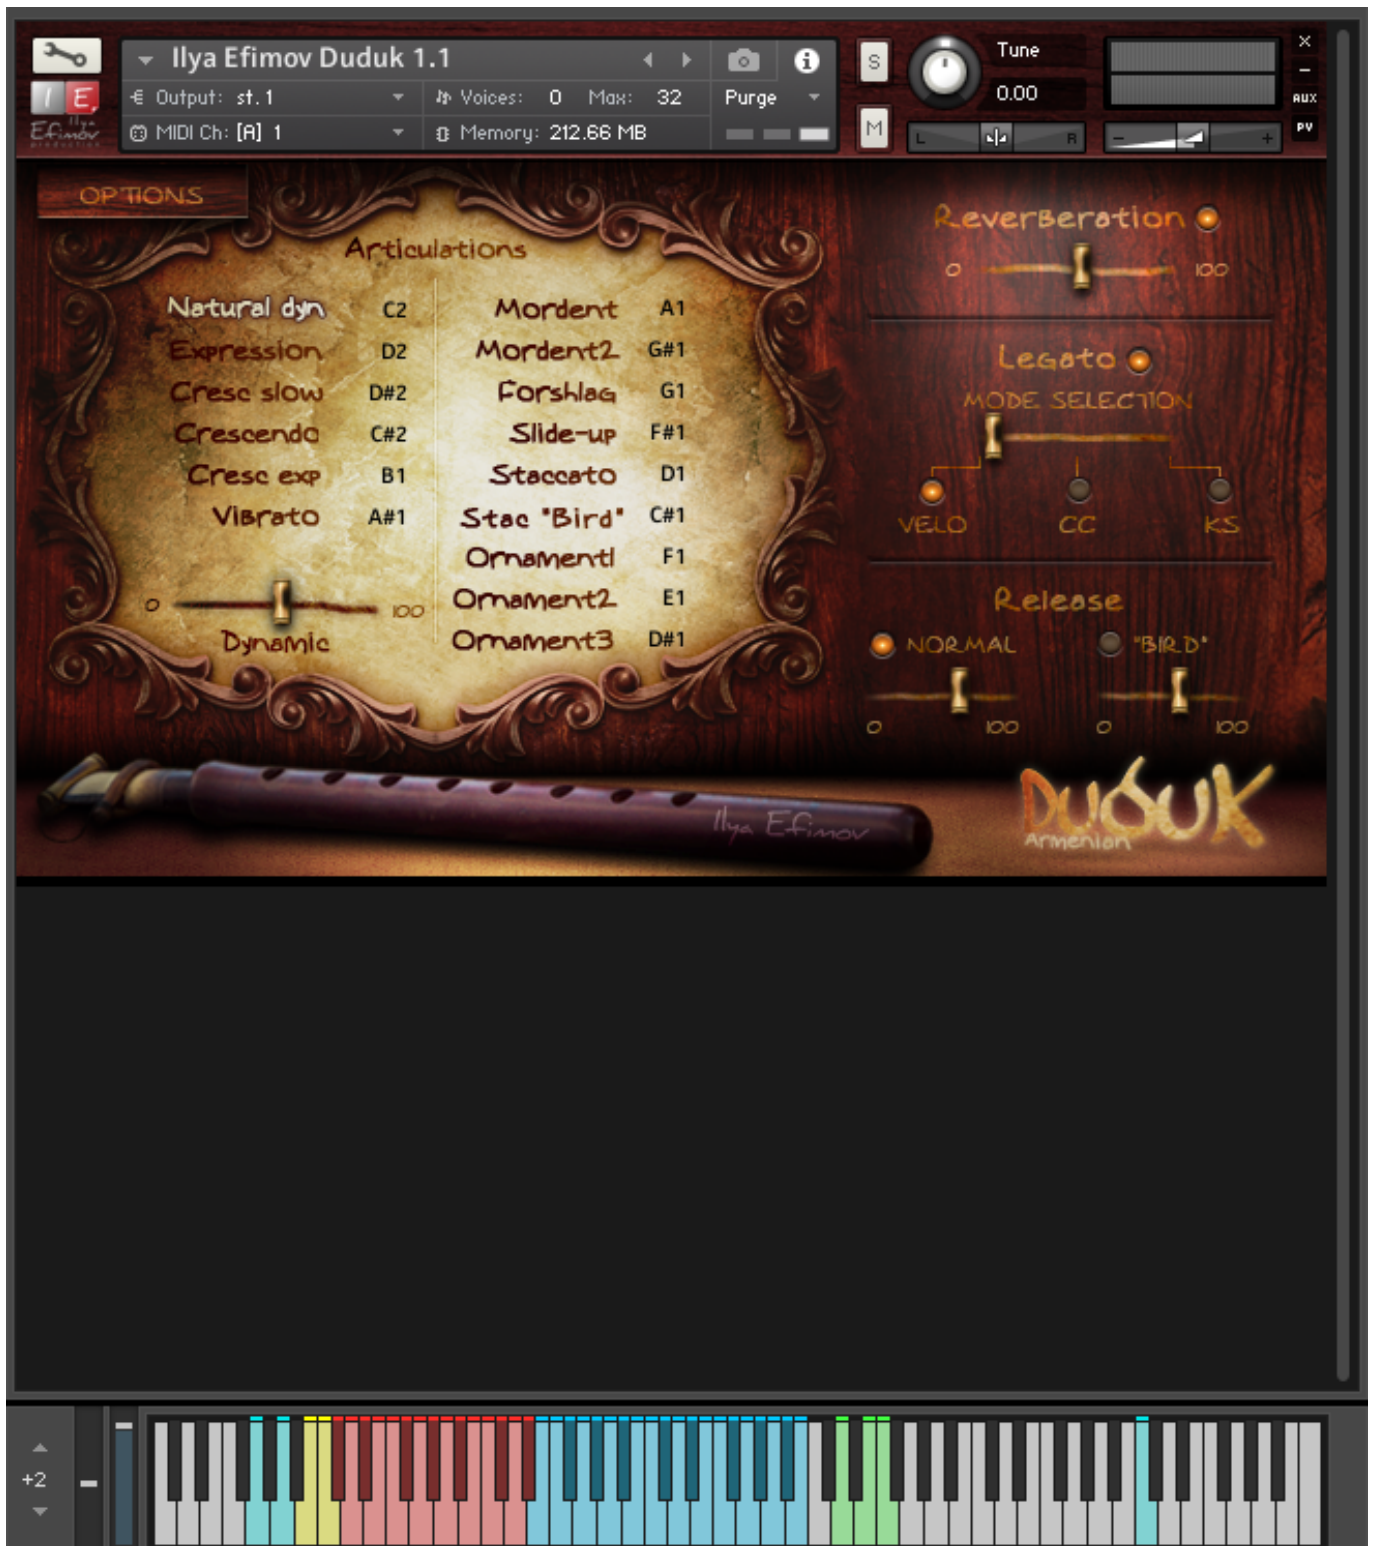 Ilya Efimov Duduk 1.1
S
Tune
X
I E
Output: st. 1
Voices: 0 Max: 32
Purge
0.00
AUX
Ilya
Efimov
production
MIDI Ch: [A] 1
Memory: 212.66 MB
M
L R
- +
PV
OPTIONS
Articulations
Natural dyn C2
Expression D2
Cresc slow D#2
Crescendo C#2
Cresc exp B1
Vibrato A#1
0 100
Dynamic
Mordent A1
Mordent2 G#1
Forshlag G1
Slide-up F#1
Staccato D1
Stac "Bird" C#1
Ornament1 F1
Ornament2 E1
Ornament3 D#1
Reverberation
0 100
Legato
MODE SELECTION
VELO CC KS
Release
NORMAL "BIRD"
0 100 0 100
Ilya Efimov
Duduk
Armenian
+2